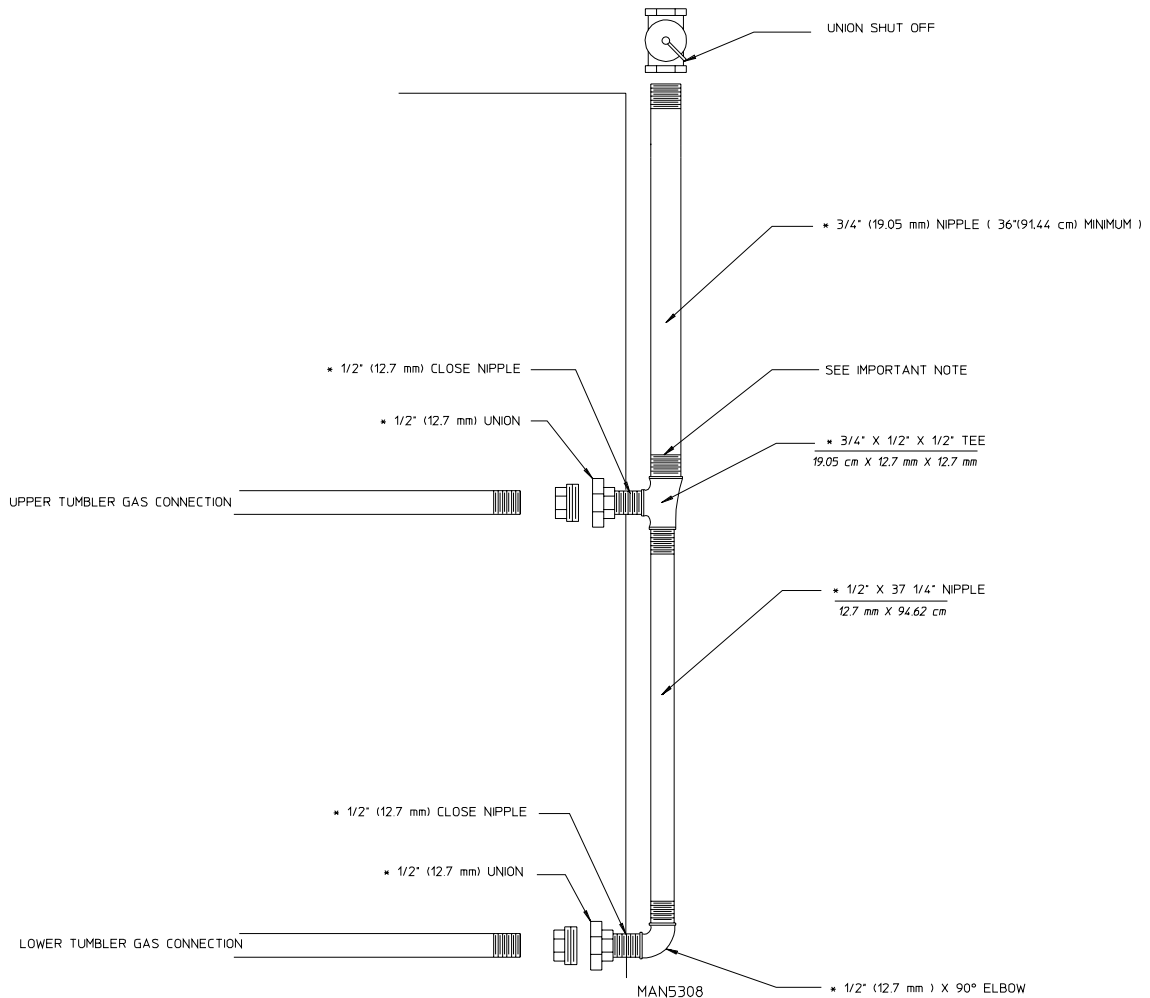 UNION SHUT OFF
* 3/4" (19.05 mm) NIPPLE ( 36"(91.44 cm) MINIMUM )
* 1/2" (12.7 mm) CLOSE NIPPLE
SEE IMPORTANT NOTE
* 1/2" (12.7 mm) UNION
* 3/4" X 1/2" X 1/2" TEE
19.05 cm X 12.7 mm X 12.7 mm
UPPER TUMBLER GAS CONNECTION
* 1/2" X 37 1/4" NIPPLE
12.7 mm X 94.62 cm
* 1/2" (12.7 mm) CLOSE NIPPLE
* 1/2" (12.7 mm) UNION
LOWER TUMBLER GAS CONNECTION
* 1/2" (12.7 mm ) X 90° ELBOW
MAN5308